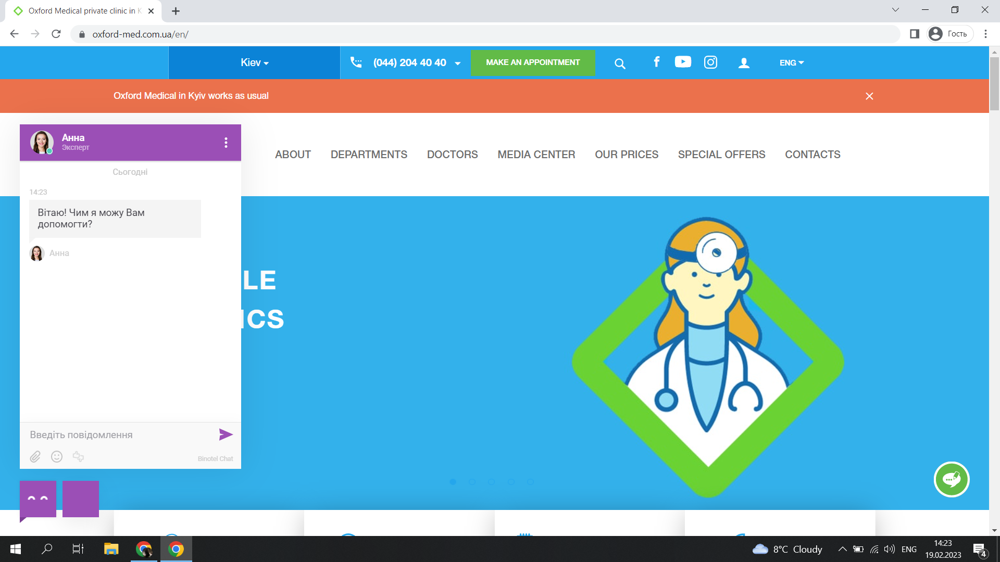 Oxford Medical private clinic in K
oxford-med.com.ua/en/
Гость
Kiev
(044) 204 40 40
MAKE AN APPOINTMENT
ENG
Oxford Medical in Kyiv works as usual
Анна
Эксперт
ABOUT
DEPARTMENTS
DOCTORS
MEDIA CENTER
OUR PRICES
SPECIAL OFFERS
CONTACTS
Сьогодні
14:23
Вітаю! Чим я можу Вам
допомогти?
Анна
LE
ICS
Введіть повідомлення
Binotel Chat
8°C Cloudy
ENG
14:23
19.02.2023
4